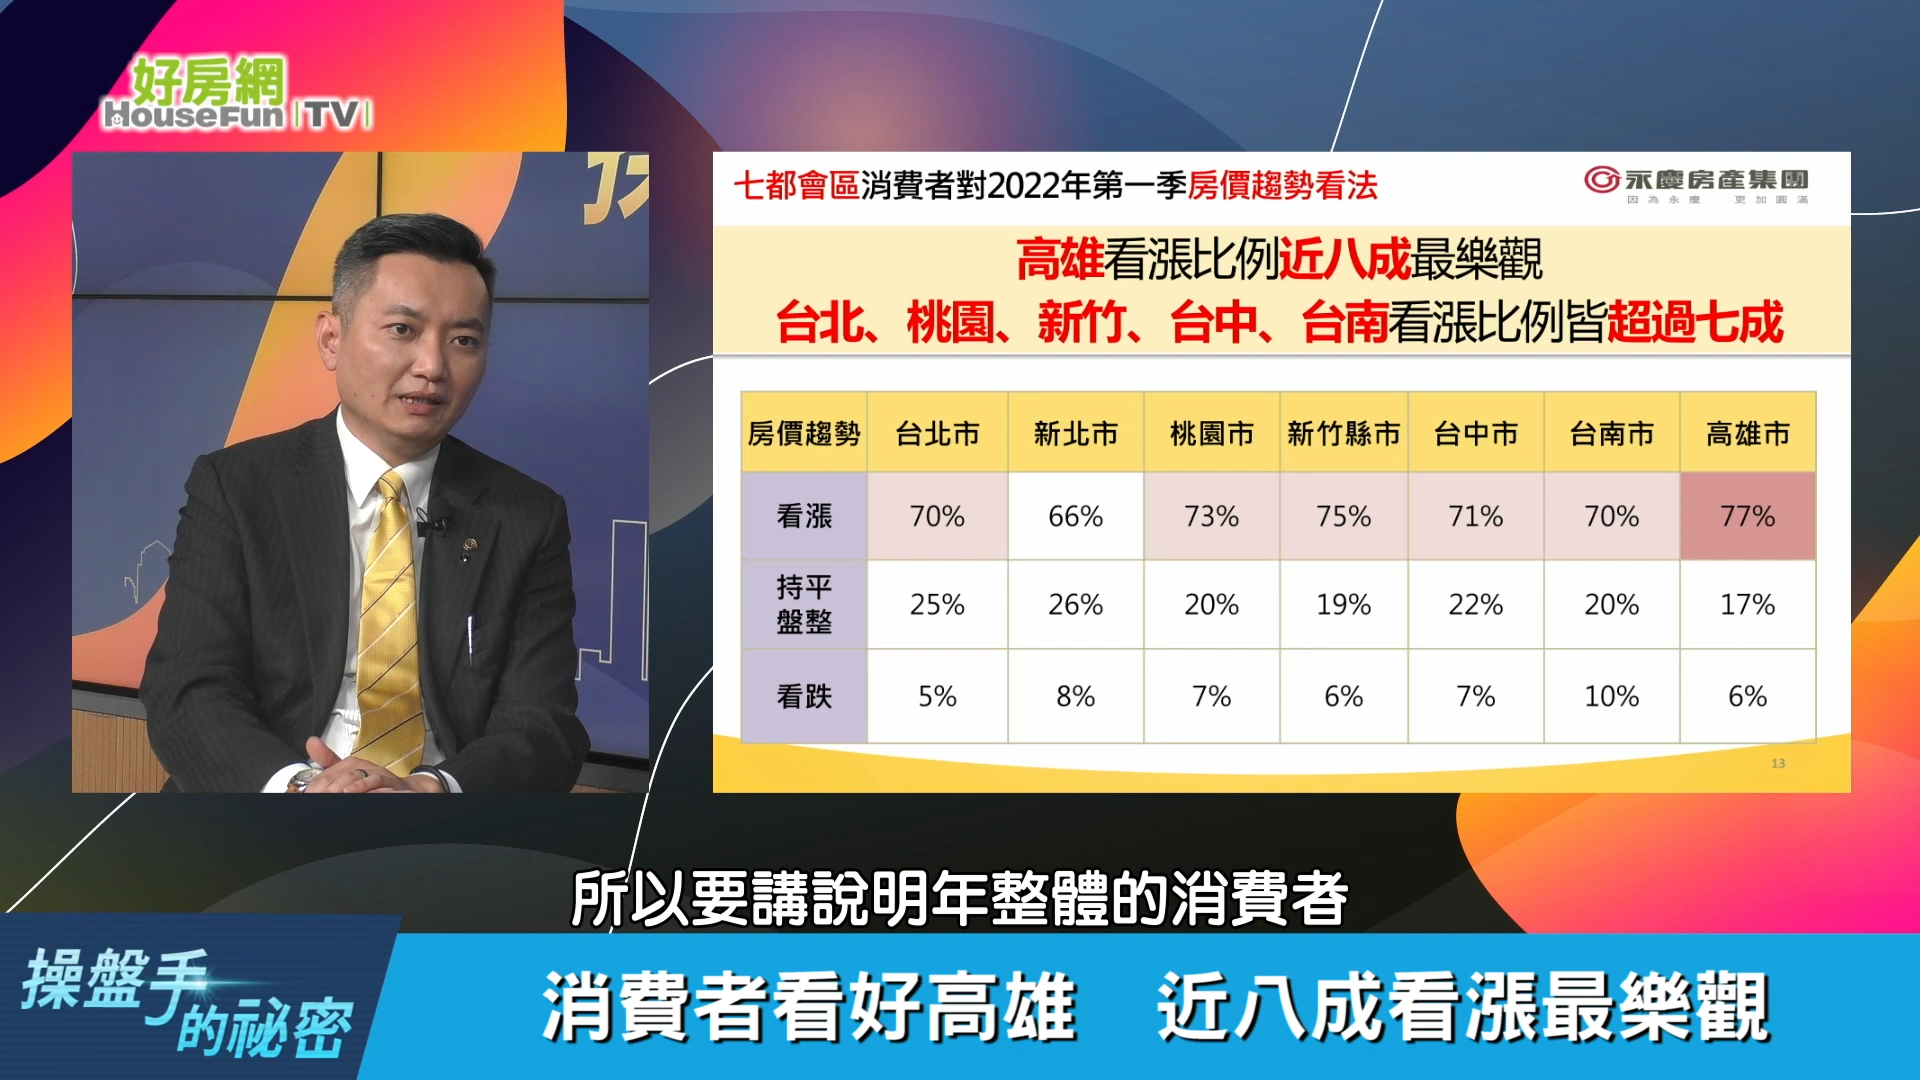 好房網
HouseFun TV
七都會區消費者對2022年第一季房價趨勢看法
永慶房產集團
因為永慶 更加圓滿
高雄看漲比例近八成最樂觀
台北、桃園、新竹、台中、台南看漲比例皆超過七成
房價趨勢 台北市 新北市 桃園市 新竹縣市 台中市 台南市 高雄市
看漲 70% 66% 73% 75% 71% 70% 77%
持平
盤整 25% 26% 20% 19% 22% 20% 17%
看跌 5% 8% 7% 6% 7% 10% 6%
13
所以要講說明年整體的消費者
操盤手
的祕密
消費者看好高雄 近八成看漲最樂觀